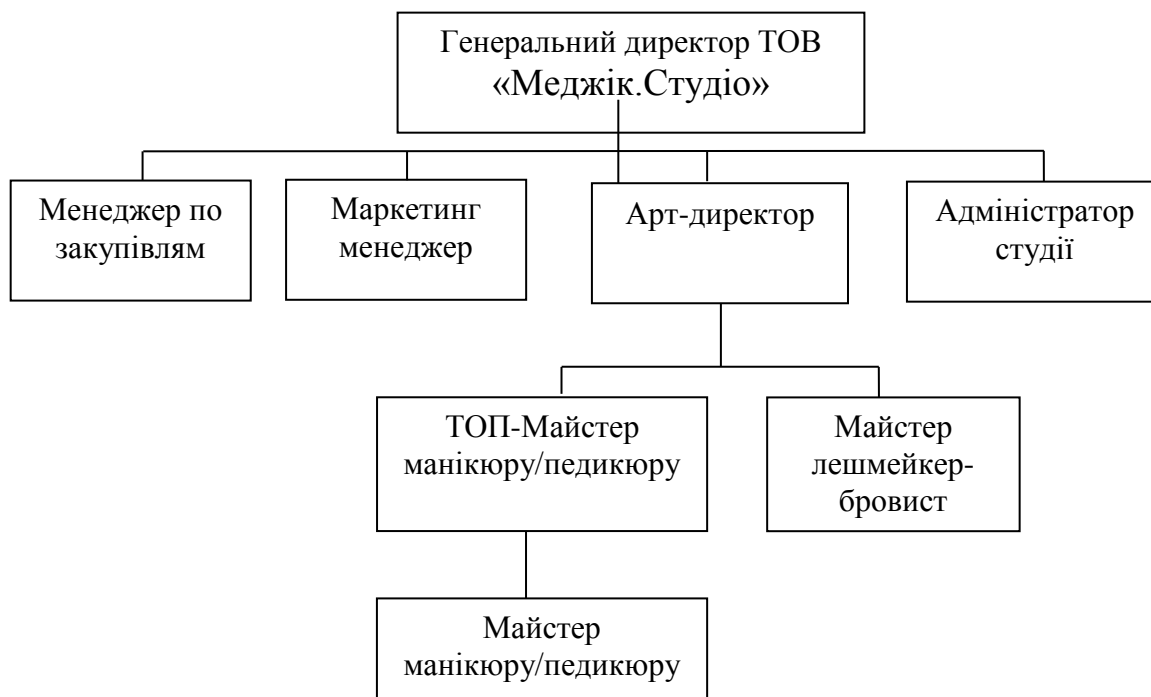 Генеральний директор ТОВ
«Меджік.Студіо»
Менеджер по
закупівлям
Маркетинг
менеджер
Арт-директор
Адміністратор
студії
ТОП-Майстер
манікюру/педикюру
Майстер
лешмейкер-
бровист
Майстер
манікюру/педикюру